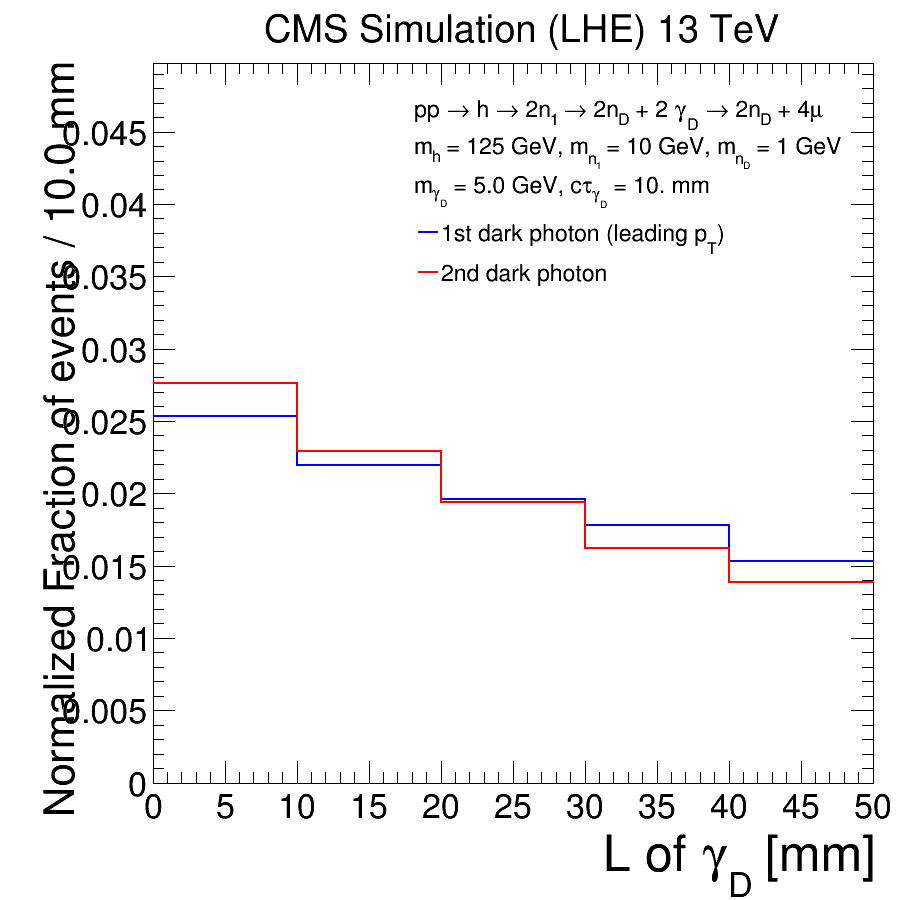 CMS Simulation (LHE) 13 TeV
pp → h → 2n1 → 2nD + 2 γD → 2nD + 4μ
mh = 125 GeV, mn1 = 10 GeV, mnD = 1 GeV
mγD = 5.0 GeV, cτγD = 10. mm
1st dark photon (leading pT)
2nd dark photon
Normalized Fraction of events / 10.0 mm
0.045
0.04
0.035
0.03
0.025
0.02
0.015
0.01
0.005
0
0 5 10 15 20 25 30 35 40 45 50
L of γD [mm]